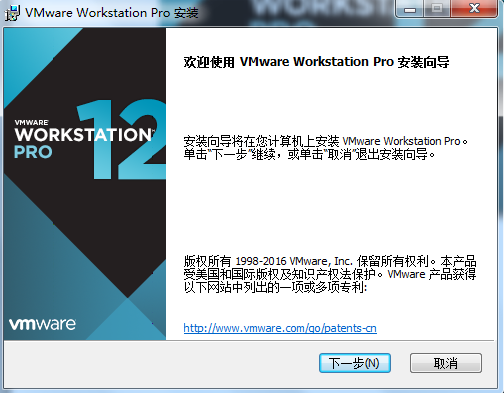 VMware Workstation Pro 安装
VMWARE
WORKSTATION
PRO 12
欢迎使用 VMware Workstation Pro 安装向导
安装向导将在您计算机上安装 VMware Workstation Pro。
单击“下一步”继续，或单击“取消”退出安装向导。
版权所有 1998-2016 VMware, Inc. 保留所有权利。本产品
受美国和国际版权及知识产权法保护。VMware 产品获得
以下网站中列出的一项或多项专利:
http://www.vmware.com/go/patents-cn
vmware
下一步(N)
取消